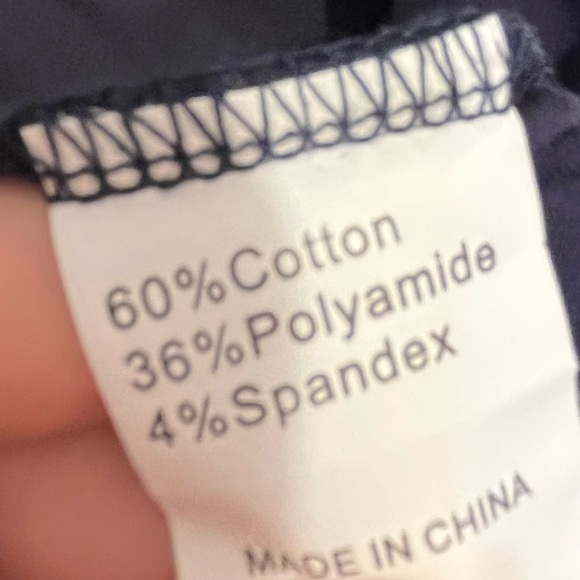 60%Cotton
36%Polyamide
4%Spandex
MADE IN CHINA